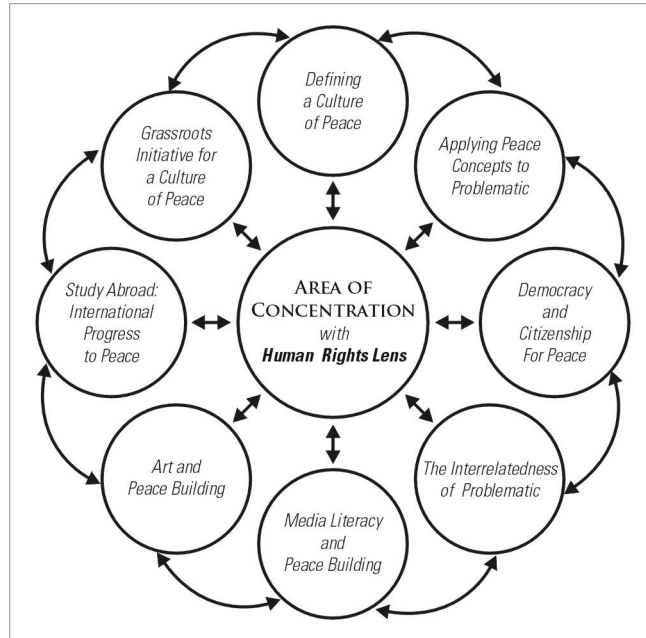 Defining
a Culture
of Peace
Applying Peace
Concepts to
Problematic
Democracy
and
Citizenship
For Peace
The Interrelatedness
of Problematic
Media Literacy
and
Peace Building
Art and
Peace Building
Study Abroad:
International
Progress
to Peace
Grassroots
Initiative for
a Culture
of Peace
AREA OF
CONCENTRATION
with
Human Rights Lens